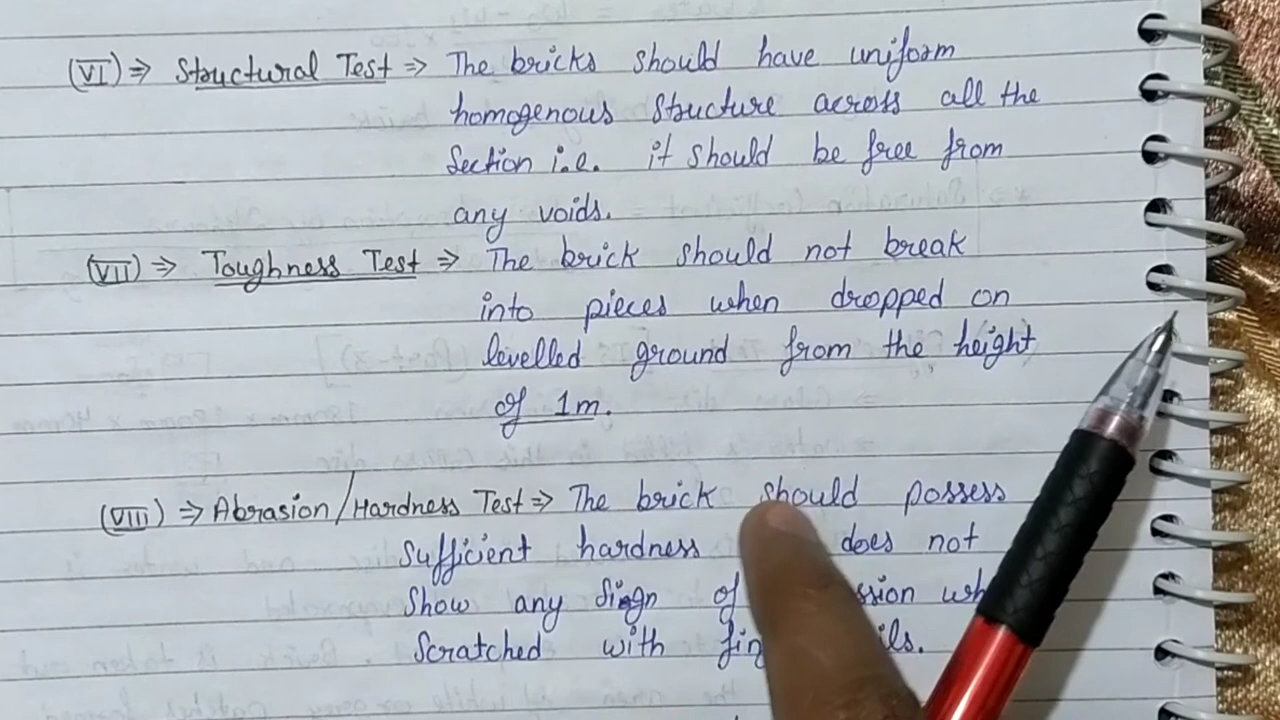 (VI) ⇒ Structural Test ⇒ The bricks should have uniform
homogenous structure across all the
Section i.e. it should be free from
any voids.
(VII) ⇒ Toughness Test ⇒ The brick should not break
into pieces when dropped on
levelled ground from the height
of 1m.
(VIII) ⇒ Abrasion/Hardness Test ⇒ The brick should possess
Sufficient hardness does not
Show any Sign of
Scratched with